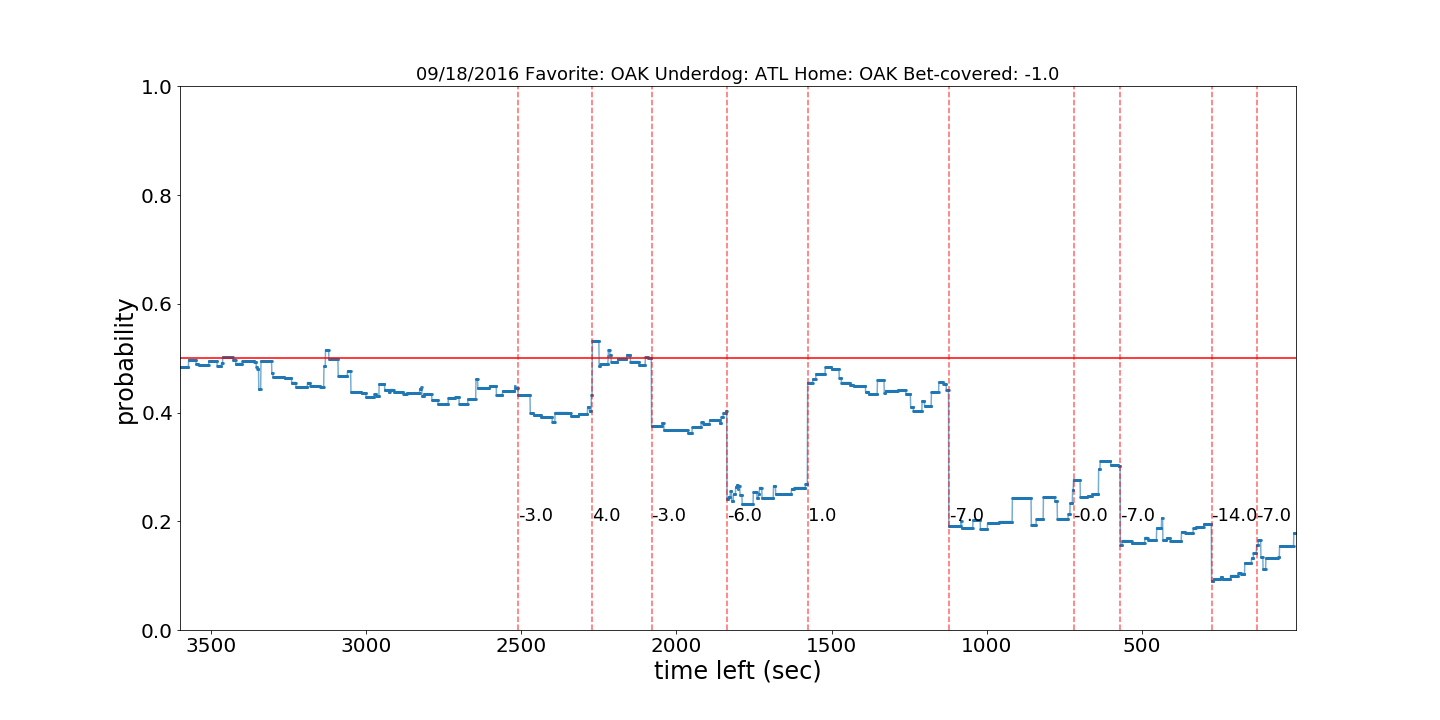 09/18/2016 Favorite: OAK Underdog: ATL Home: OAK Bet-covered: -1.0
1.0
0.8
0.6
0.4
0.2
0.0
probability
-3.0 4.0 -3.0 -6.0 1.0 -7.0 -0.0 -7.0 -14.0 -7.0
3500 3000 2500 2000 1500 1000 500
time left (sec)